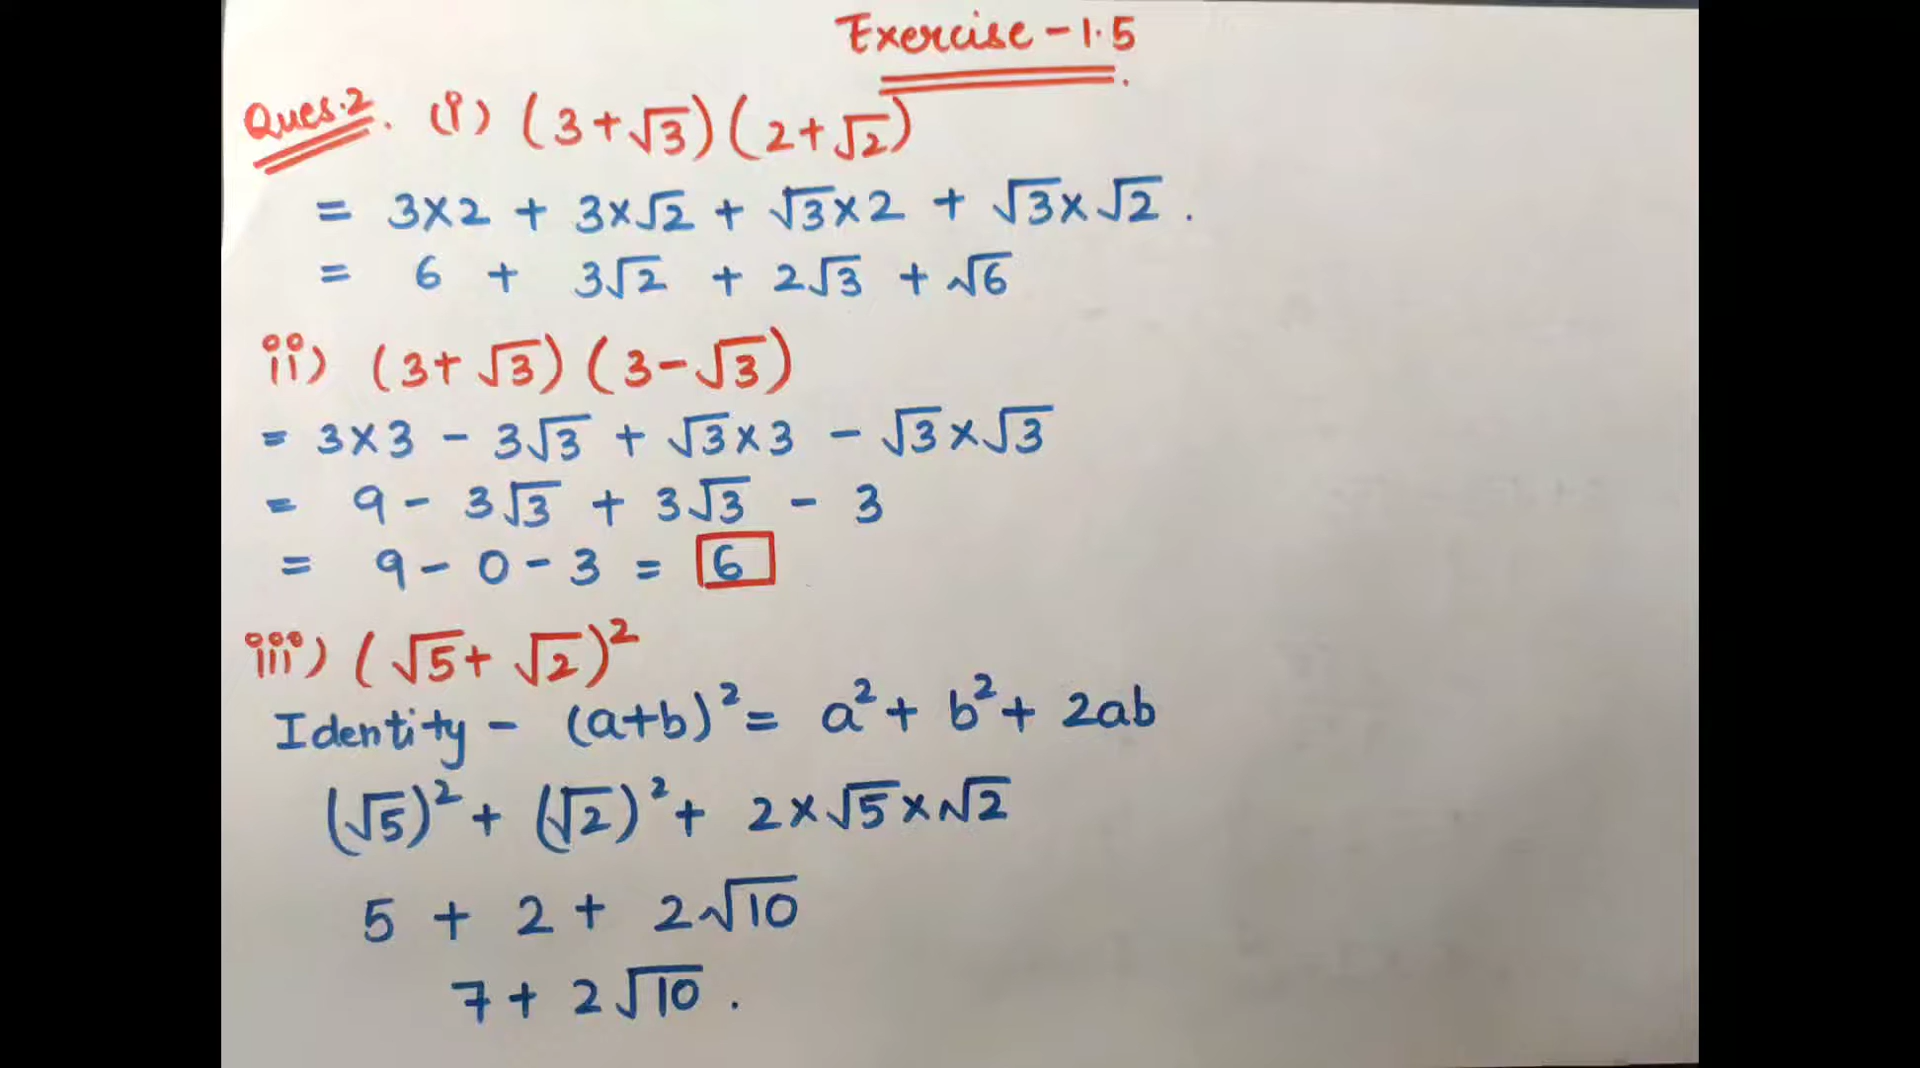 Exercise - 1.5
Ques.2. (i) (3+√3)(2+√2)
= 3×2 + 3×√2 + √3×2 + √3×√2.
= 6 + 3√2 + 2√3 + √6
ii) (3+√3)(3-√3)
= 3×3 - 3√3 + √3×3 - √3×√3
= 9 - 3√3 + 3√3 - 3
= 9 - 0 - 3 = 6
iii) (√5+√2)²
Identity - (a+b)² = a² + b² + 2ab
(√5)² + (√2)² + 2×√5×√2
5 + 2 + 2√10
7 + 2√10.